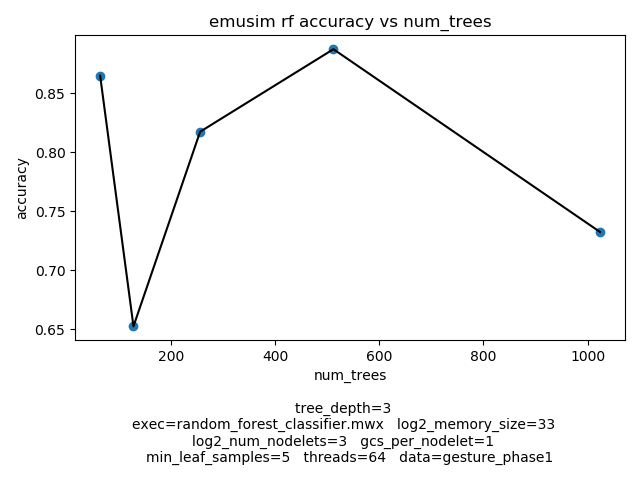 emusim rf accuracy vs num_trees
accuracy
0.85
0.80
0.75
0.70
0.65
200 400 600 800 1000
num_trees
tree_depth=3
exec=random_forest_classifier.mwx log2_memory_size=33
log2_num_nodelets=3 gcs_per_nodelet=1
min_leaf_samples=5 threads=64 data=gesture_phase1